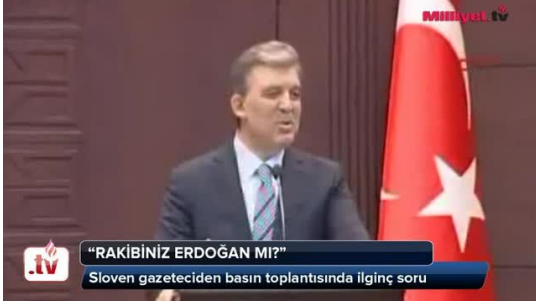 Milliyet.tv
"RAKİBİNİZ ERDOĞAN MI?"
.tv
Sloven gazeteciden basın toplantısında ilginç soru